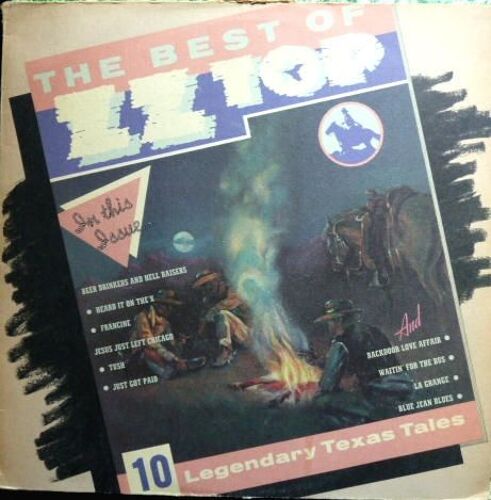 THE BEST OF
ZZ TOP
In this
Issue
BEER DRINKERS AND HELL RAISERS
• HEARD IT ON THE X
• FRANCINE
JESUS JUST LEFT CHICAGO
• TUSH
• JUST GOT PAID
And
BACKDOOR LOVE AFFAIR •
WAITIN' FOR THE BUS •
LA GRANGE •
BLUE JEAN BLUES •
10 Legendary Texas Tales